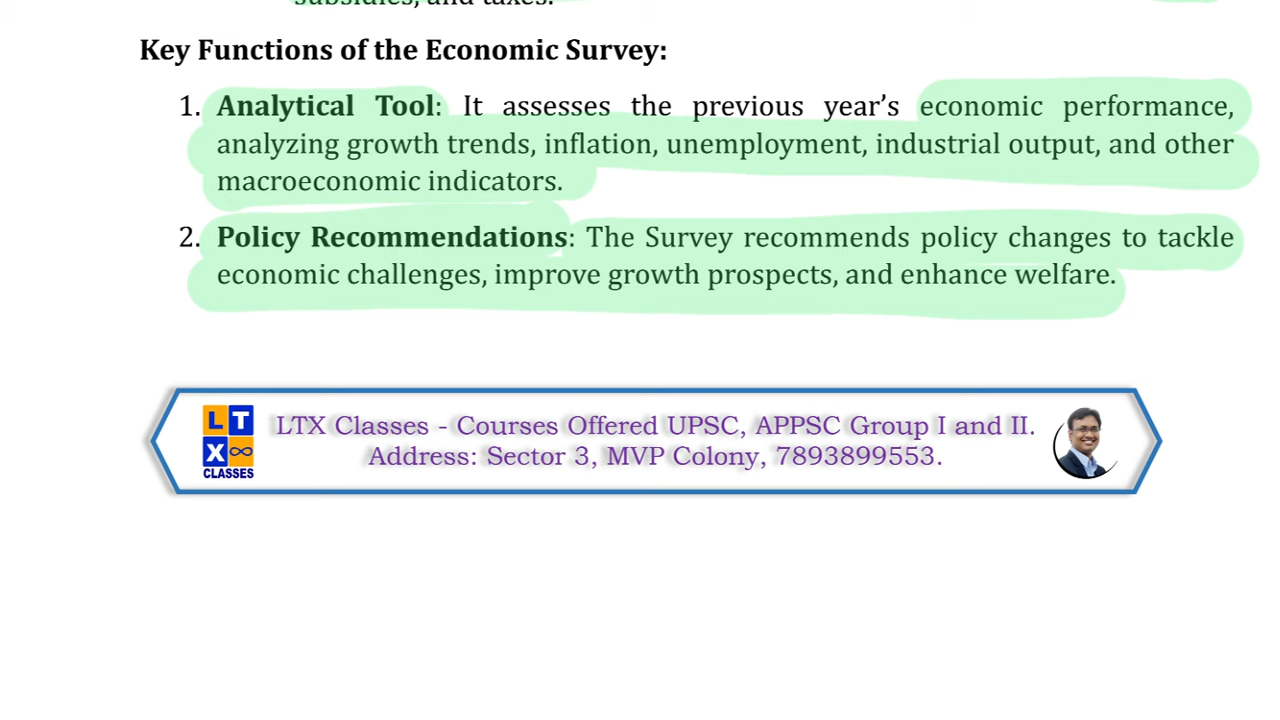 subsidies, and taxes.
Key Functions of the Economic Survey:
1. Analytical Tool: It assesses the previous year’s economic performance,
analyzing growth trends, inflation, unemployment, industrial output, and other
macroeconomic indicators.
2. Policy Recommendations: The Survey recommends policy changes to tackle
economic challenges, improve growth prospects, and enhance welfare.
LTX Classes - Courses Offered UPSC, APPSC Group I and II.
Address: Sector 3, MVP Colony, 7893899553.
L T
X ∞
CLASSES